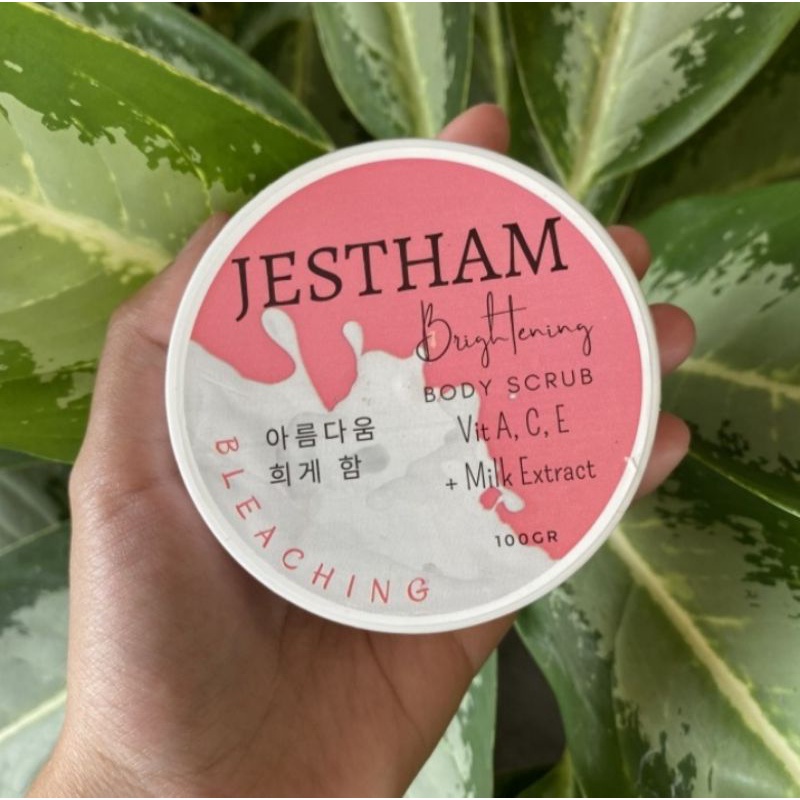 JESTHAM
Brightening
BODY SCRUB
Vit A, C, E
+ Milk Extract
100GR
아름다움
희게 함
BLEACHING